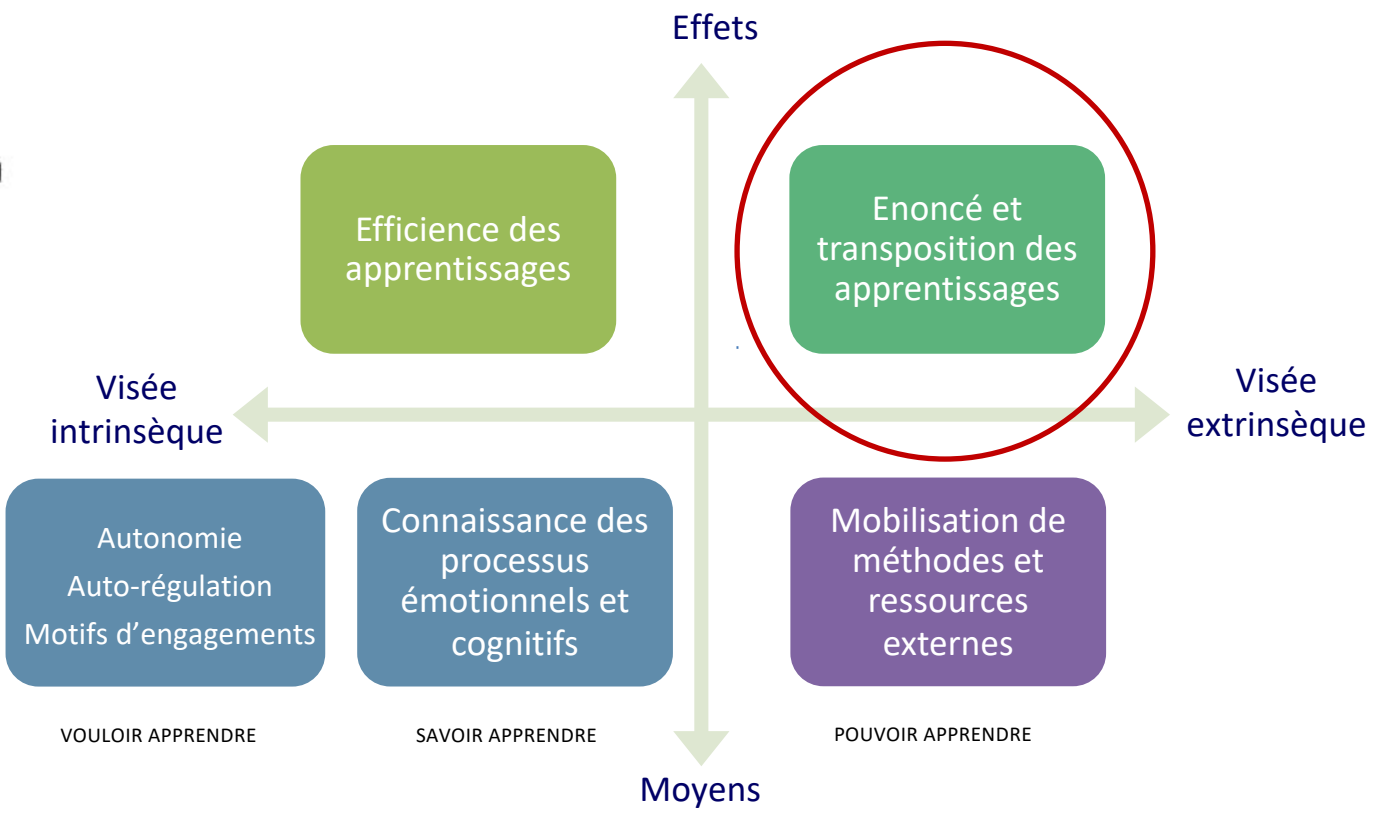 Effets
Efficience des
apprentissages
Enoncé et
transposition des
apprentissages
Visée
intrinsèque
Visée
extrinsèque
Autonomie
Auto-régulation
Motifs d’engagements
Connaissance des
processus
émotionnels et
cognitifs
Mobilisation de
méthodes et
ressources
externes
VOULOIR APPRENDRE
SAVOIR APPRENDRE
POUVOIR APPRENDRE
Moyens